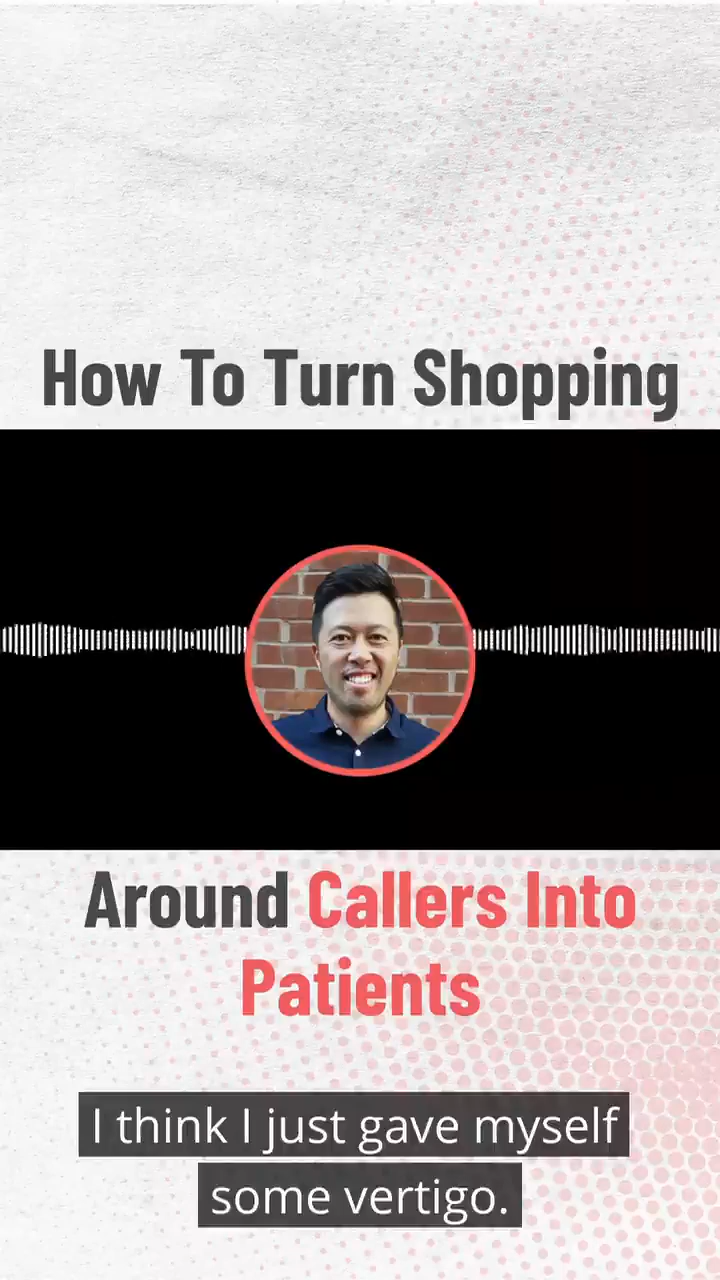 How To Turn Shopping
Around Callers Into
Patients
I think I just gave myself
some vertigo.